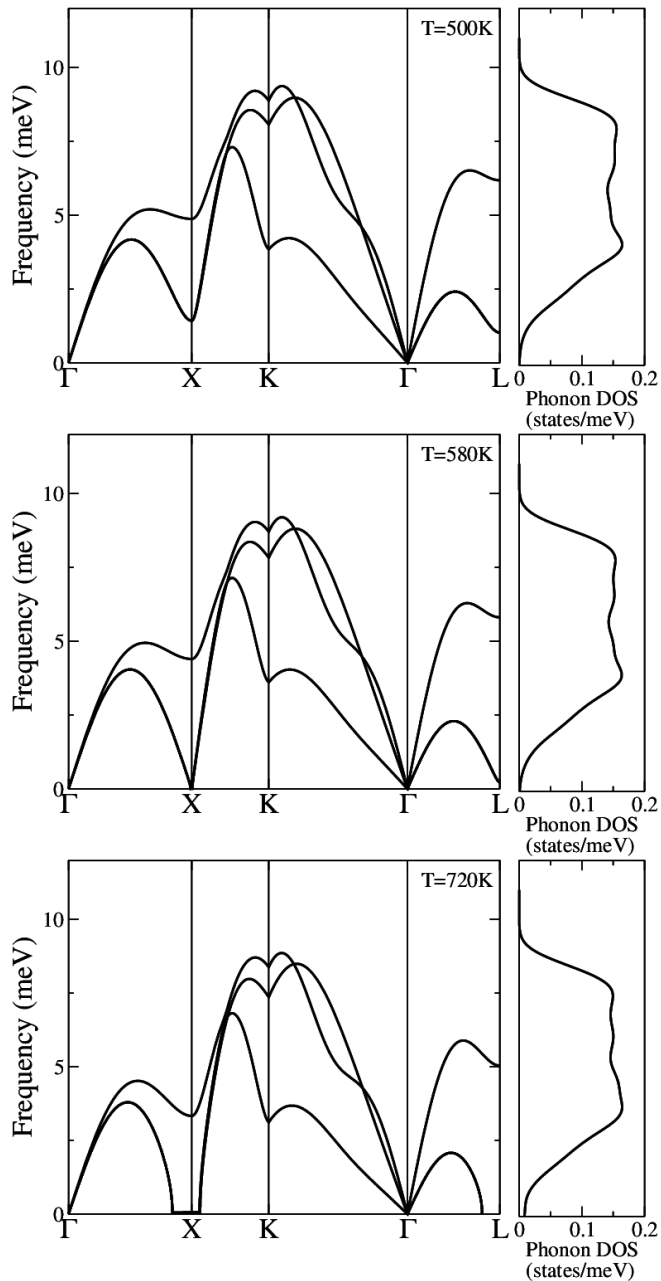 T=500K
10
5
0
Frequency (meV)
Γ X K Γ L
0 0.1 0.2
Phonon DOS
(states/meV)
T=580K
10
5
0
Frequency (meV)
Γ X K Γ L
0 0.1 0.2
Phonon DOS
(states/meV)
T=720K
10
5
0
Frequency (meV)
Γ X K Γ L
0 0.1 0.2
Phonon DOS
(states/meV)